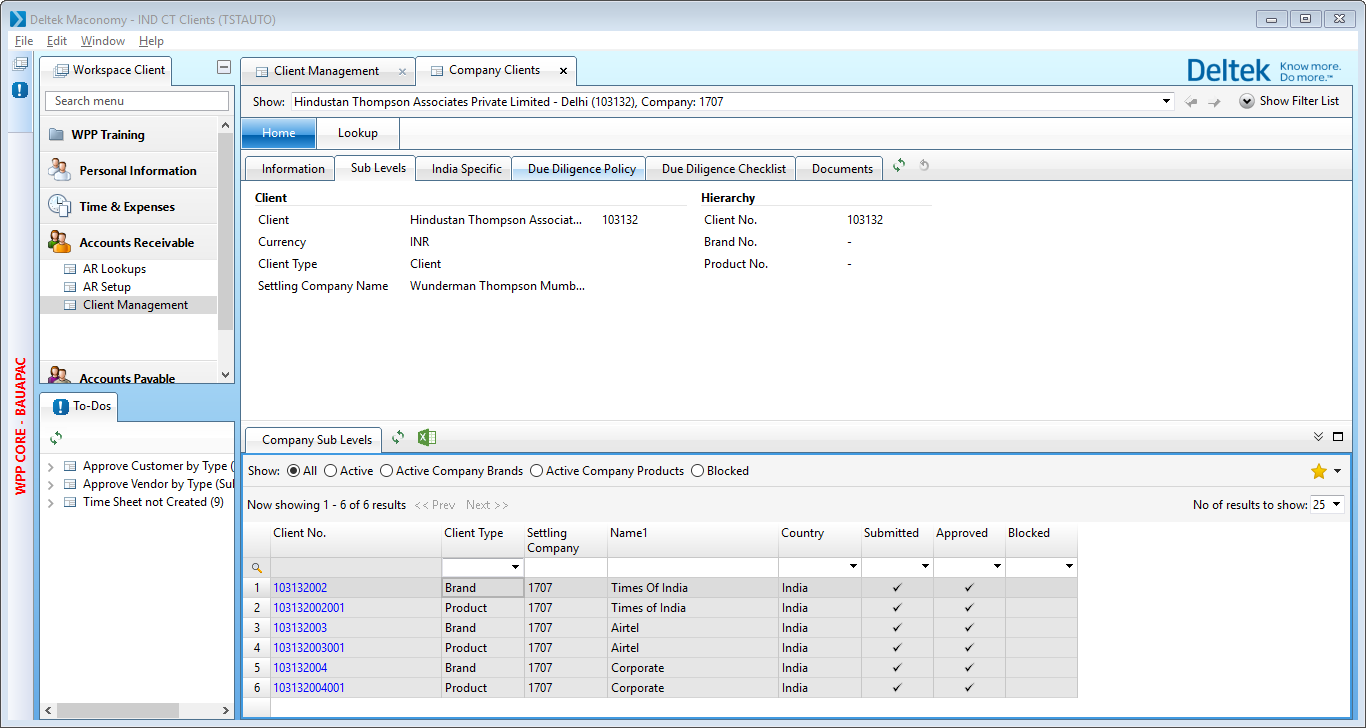 Deltek Maconomy - IND CT Clients (TSTAUTO)
File Edit Window Help
Workspace Client
Client Management
Company Clients
Deltek Know more. Do more.™
Search menu
Show: Hindustan Thompson Associates Private Limited - Delhi (103132), Company: 1707
Show Filter List
WPP Training
Personal Information
Time & Expenses
Accounts Receivable
AR Lookups
AR Setup
Client Management
Accounts Payable
WPP CORE - BAUAPAC
To-Dos
Approve Customer by Type (
Approve Vendor by Type (Sul
Time Sheet not Created (9)
Home Lookup
Information Sub Levels India Specific Due Diligence Policy Due Diligence Checklist Documents
Client Hierarchy
Client Hindustan Thompson Associat... 103132 Client No. 103132
Currency INR Brand No. -
Client Type Client Product No. -
Settling Company Name Wunderman Thompson Mumb...
Company Sub Levels
Show: All Active Active Company Brands Active Company Products Blocked
Now showing 1 - 6 of 6 results << Prev Next >> No of results to show: 25
Client No. Client Type Settling Company Name1 Country Submitted Approved Blocked
1 103132002 Brand 1707 Times Of India India ✓ ✓
2 103132002001 Product 1707 Times of India India ✓ ✓
3 103132003 Brand 1707 Airtel India ✓ ✓
4 103132003001 Product 1707 Airtel India ✓ ✓
5 103132004 Brand 1707 Corporate India ✓ ✓
6 103132004001 Product 1707 Corporate India ✓ ✓